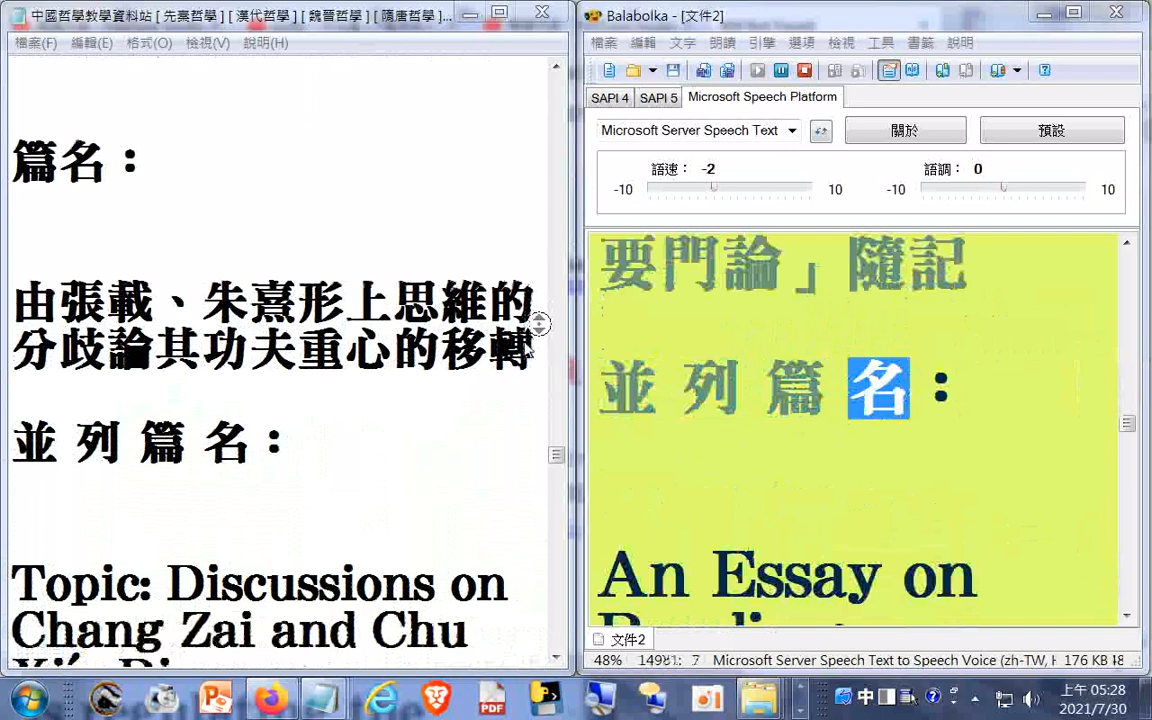 中國哲學教學資料站 [ 先熹哲學 ] [ 漢代哲學 ] [ 魏晉哲學 ] [ 隋唐哲學 ]...
檔案(F) 編輯(E) 格式(O) 檢視(V) 說明(H)
篇名：
由張載、朱熹形上思維的
分歧論其功夫重心的移轉
並 列 篇 名：
Topic: Discussions on
Chang Zai and Chu
Balabolka - [文件2]
檔案 編輯 文字 朗讀 引擎 選項 檢視 工具 書籤 說明
SAPI 4 SAPI 5 Microsoft Speech Platform
Microsoft Server Speech Text 關於 預設
語速： -2 語調： 0
-10 10 -10 10
要門論」隨記
並 列 篇 名：
An Essay on
文件2
48% 14981: 7 Microsoft Server Speech Text to Speech Voice (zh-TW, H 176 KB
中
上午 05:28
2021/7/30